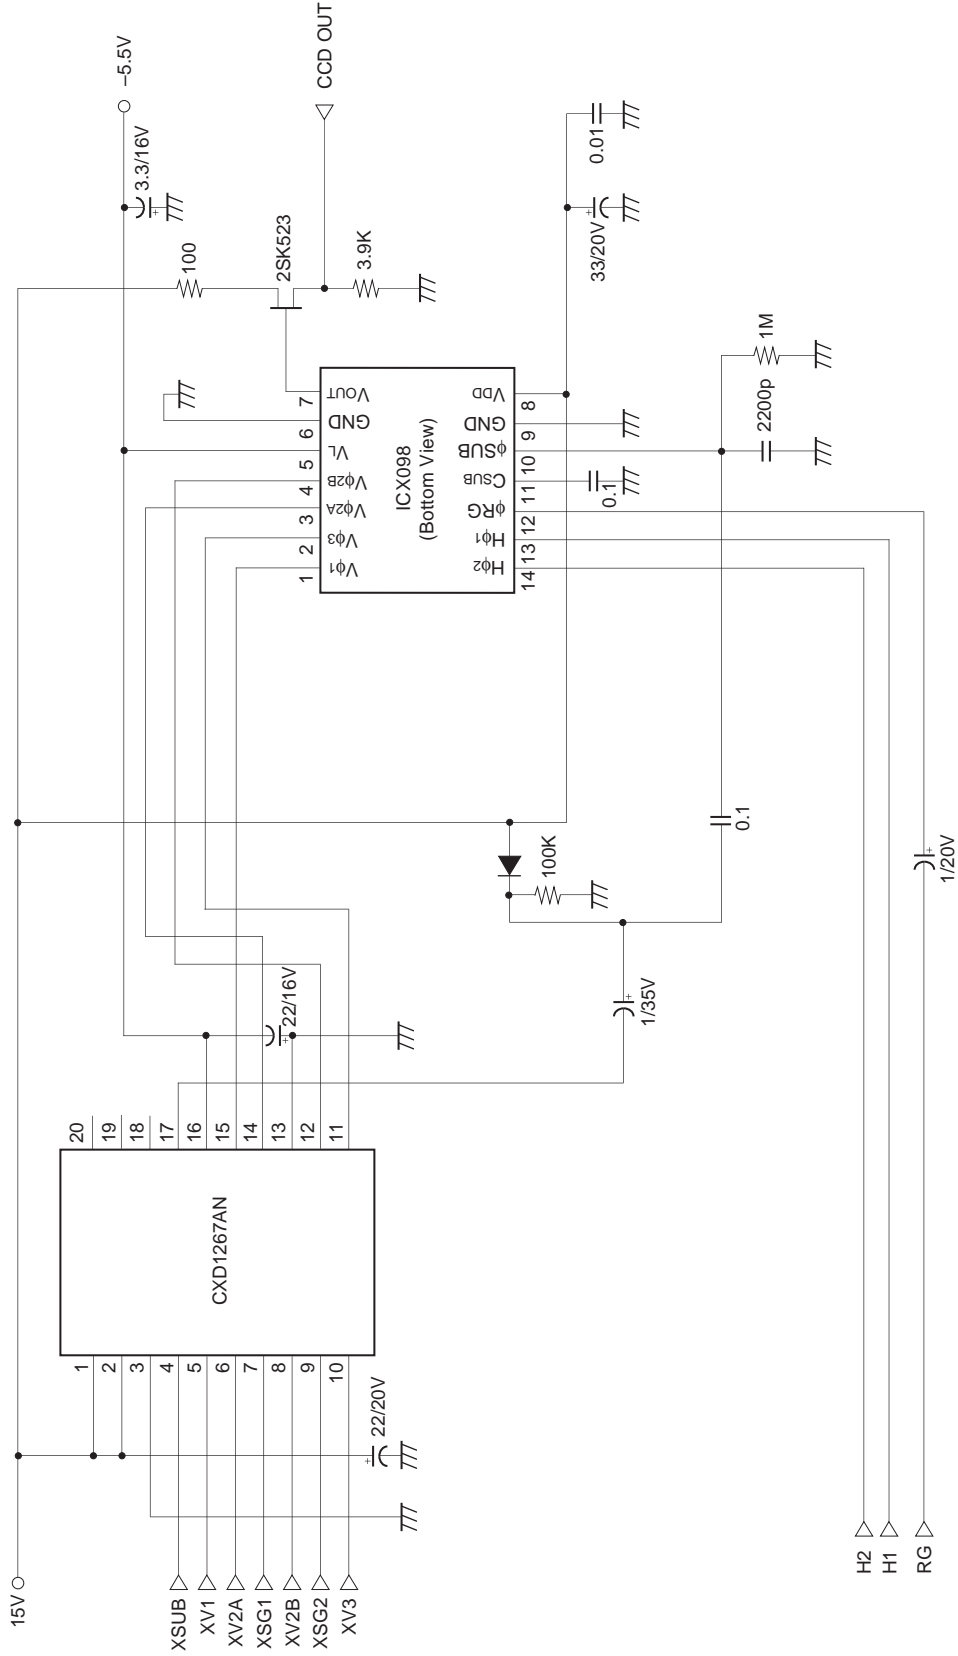 15V
XSUB
XV1
XV2A
XSG1
XV2B
XSG2
XV3
22/20V
+
1
2
3
4
5
6
7
8
9
10
CXD1267AN
20
19
18
17
16
15
14
13
12
11
22/16V
+
1/35V
+
100K
0.1
1/20V
+
–5.5V
3.3/16V
+
100
2SK523
3.9K
CCD OUT
ICX098
(Bottom View)
1
2
3
4
5
6
7
Vϕ1
Vϕ3
Vϕ2A
Vϕ2B
VL
GND
VOUT
14
13
12
11
10
9
8
Hϕ2
Hϕ1
ϕRG
CSUB
ϕSUB
GND
VDD
0.1
33/20V
+
0.01
2200p
1M
H2
H1
RG